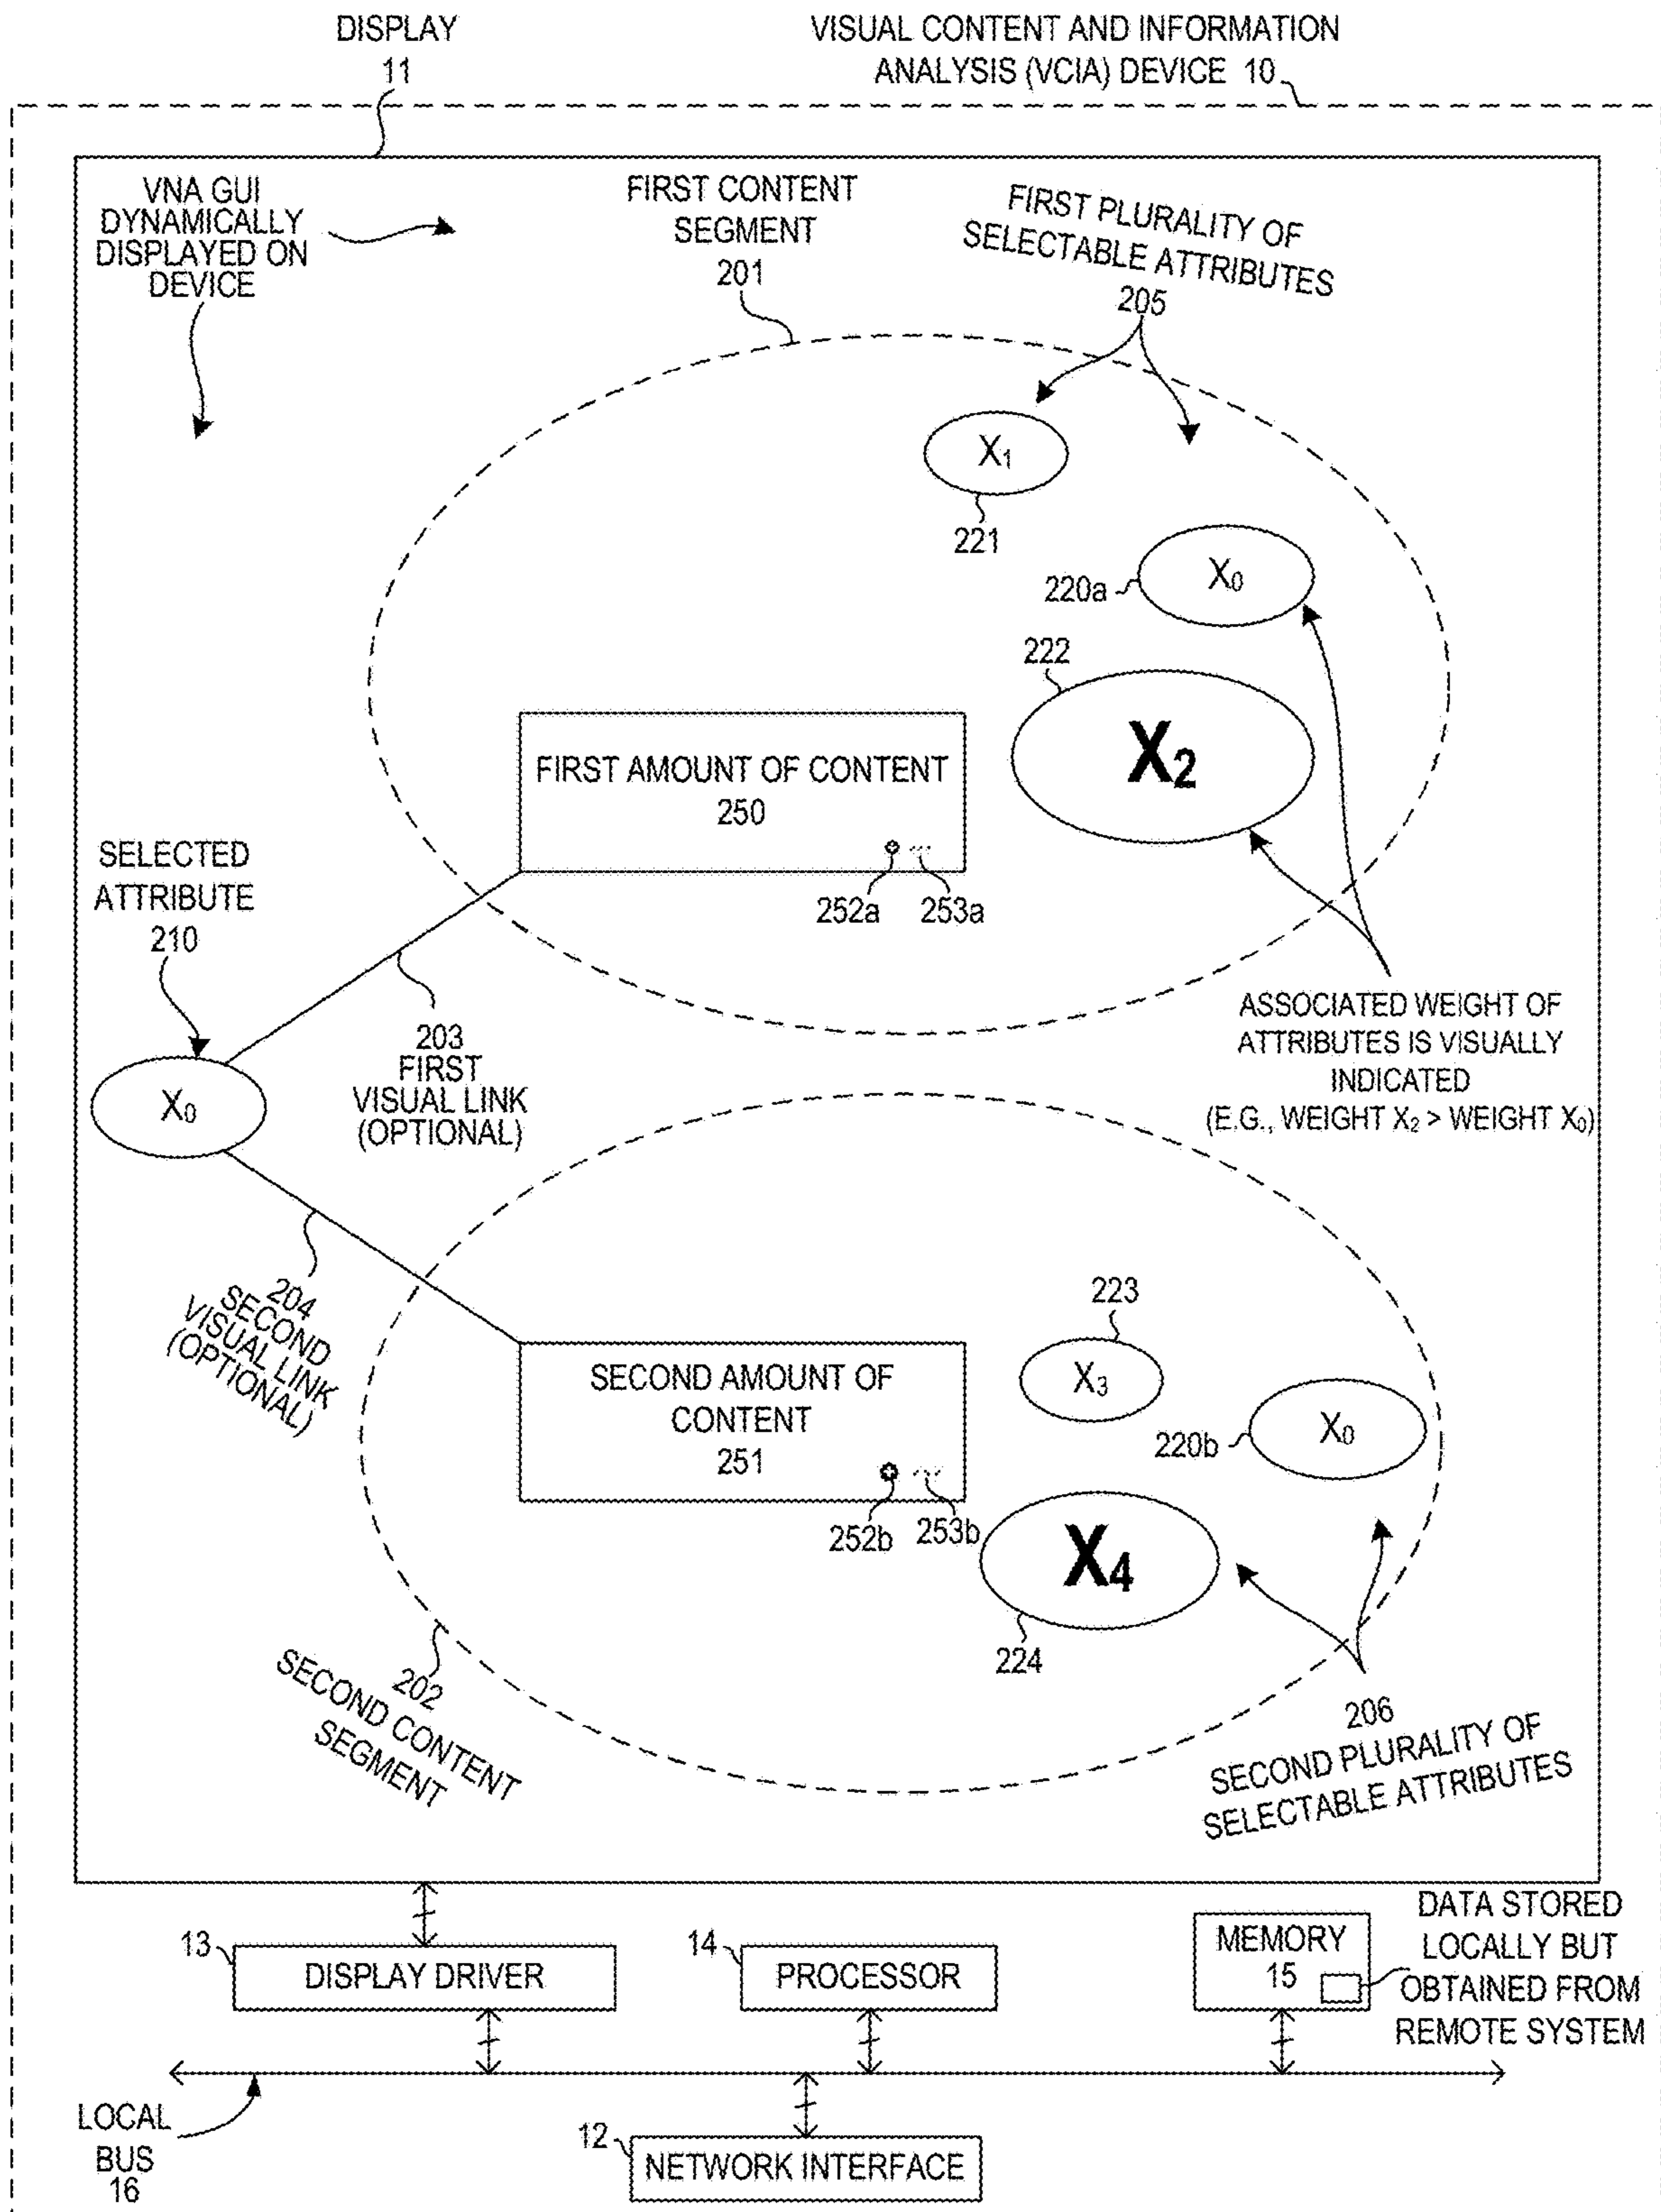 DISPLAY
11
VISUAL CONTENT AND INFORMATION
ANALYSIS (VCIA) DEVICE 10
VNA GUI
DYNAMICALLY
DISPLAYED ON
DEVICE
FIRST CONTENT
SEGMENT
201
FIRST PLURALITY OF
SELECTABLE ATTRIBUTES
205
X1
221
220a
X0
222
X2
FIRST AMOUNT OF CONTENT
250
252a
253a
SELECTED
ATTRIBUTE
210
X0
203
FIRST
VISUAL LINK
(OPTIONAL)
ASSOCIATED WEIGHT OF
ATTRIBUTES IS VISUALLY
INDICATED
(E.G., WEIGHT X2 > WEIGHT X0)
204
SECOND
VISUAL LINK
(OPTIONAL)
223
X3
SECOND AMOUNT OF
CONTENT
251
220b
X0
252b
253b
X4
224
202
SECOND CONTENT
SEGMENT
206
SECOND PLURALITY OF
SELECTABLE ATTRIBUTES
13
DISPLAY DRIVER
14
PROCESSOR
MEMORY
15
DATA STORED
LOCALLY BUT
OBTAINED FROM
REMOTE SYSTEM
LOCAL
BUS
16
12
NETWORK INTERFACE